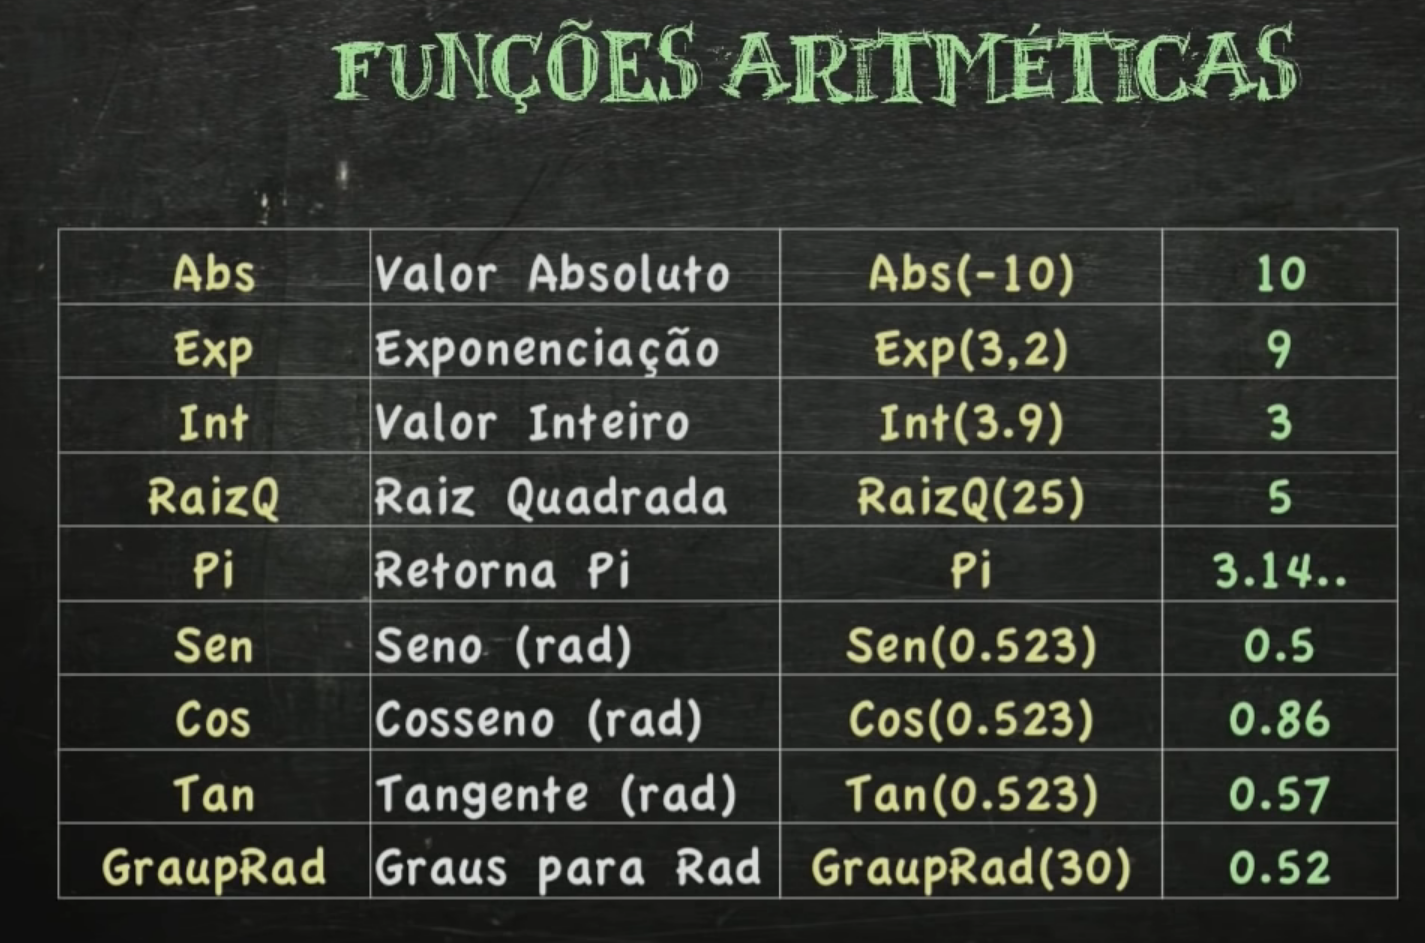 FUNÇÕES ARITMÉTICAS
Abs Valor Absoluto Abs(-10) 10
Exp Exponenciação Exp(3,2) 9
Int Valor Inteiro Int(3.9) 3
RaizQ Raiz Quadrada RaizQ(25) 5
Pi Retorna Pi Pi 3.14..
Sen Seno (rad) Sen(0.523) 0.5
Cos Cosseno (rad) Cos(0.523) 0.86
Tan Tangente (rad) Tan(0.523) 0.57
GraupRad Graus para Rad GraupRad(30) 0.52